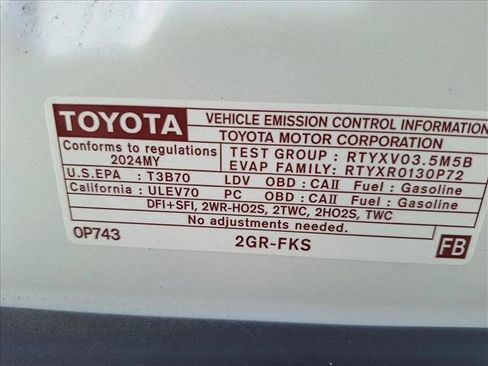 TOYOTA
VEHICLE EMISSION CONTROL INFORMATION
TOYOTA MOTOR CORPORATION
Conforms to regulations
2024MY
TEST GROUP : RTYXV03.5M5B
EVAP FAMILY: RTYXR0130P72
U.S.EPA : T3B70 LDV OBD : CAII Fuel : Gasoline
California : ULEV70 PC OBD : CAII Fuel : Gasoline
DFI+SFI, 2WR-HO2S, 2TWC, 2HO2S, TWC
No adjustments needed.
0P743
2GR-FKS
FB